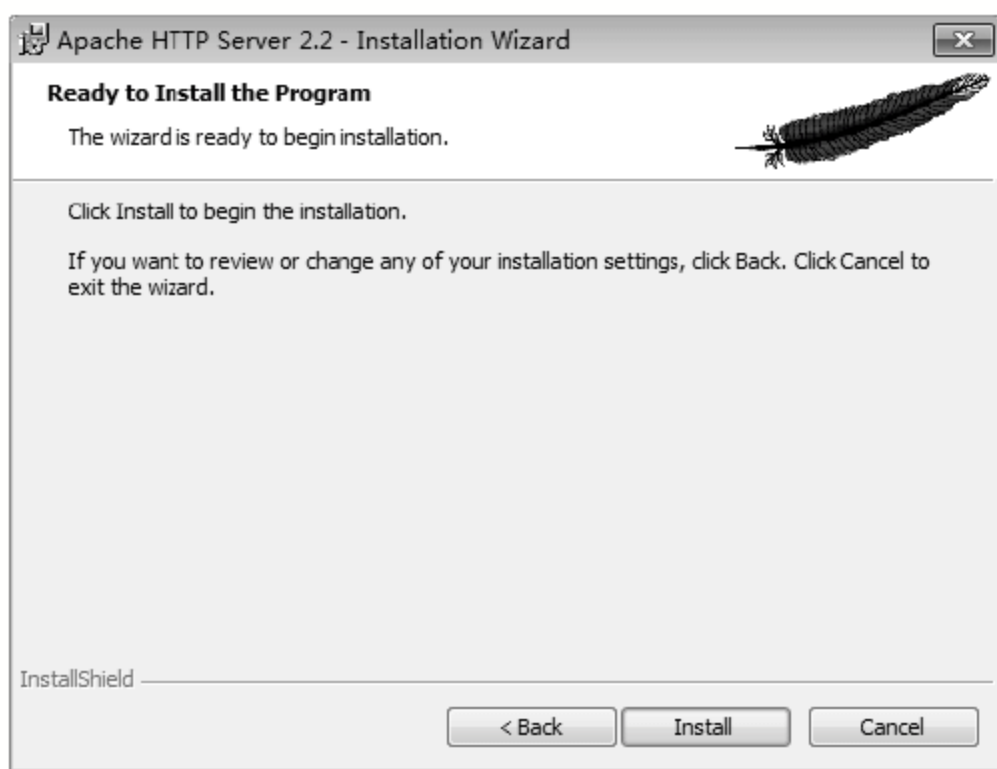 Apache HTTP Server 2.2 - Installation Wizard
Ready to Install the Program
The wizard is ready to begin installation.
Click Install to begin the installation.
If you want to review or change any of your installation settings, click Back. Click Cancel to
exit the wizard.
InstallShield
< Back Install Cancel